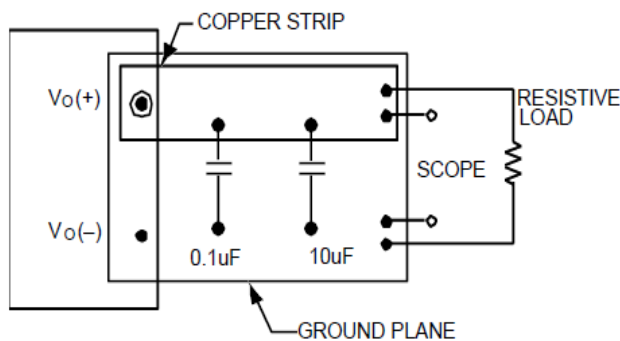 COPPER STRIP
VO(+)
RESISTIVE
LOAD
SCOPE
VO(–)
0.1uF
10uF
GROUND PLANE